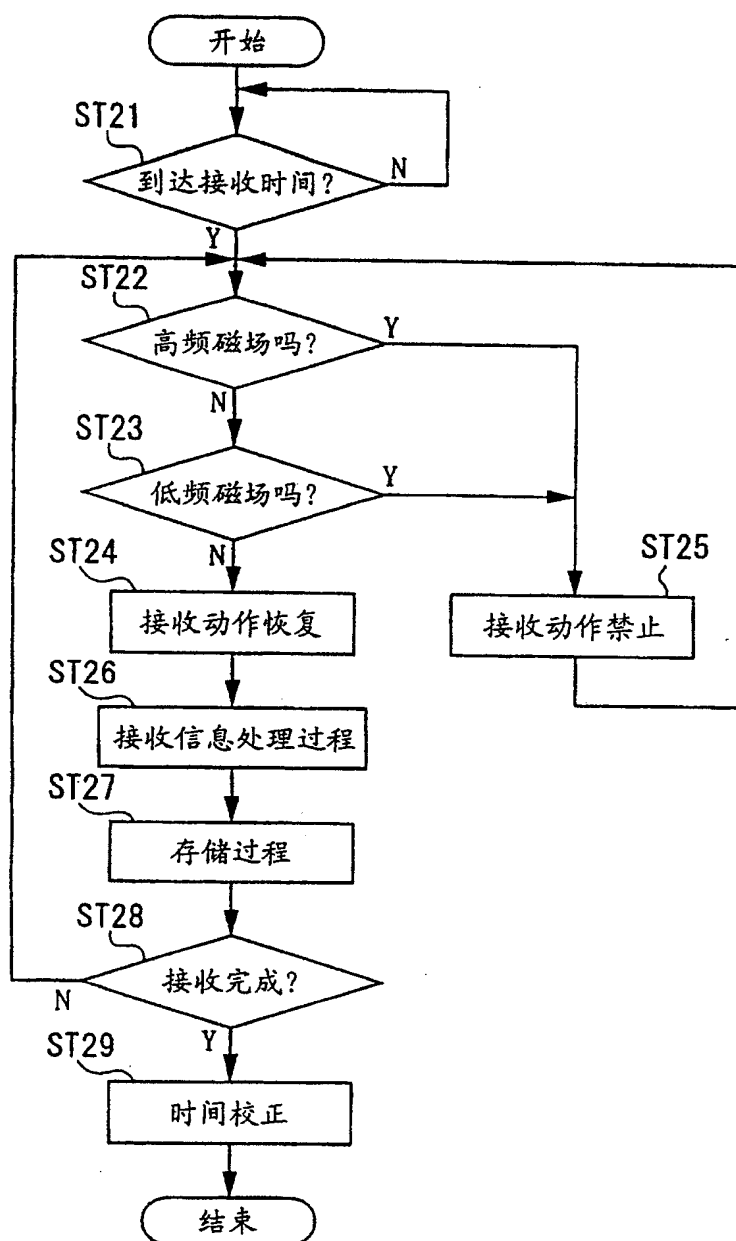 开始
ST21
到达接收时间?
N
Y
ST22
高频磁场吗?
Y
N
ST23
低频磁场吗?
Y
N
ST24
接收动作恢复
ST25
接收动作禁止
ST26
接收信息处理过程
ST27
存储过程
ST28
接收完成?
N
Y
ST29
时间校正
结束